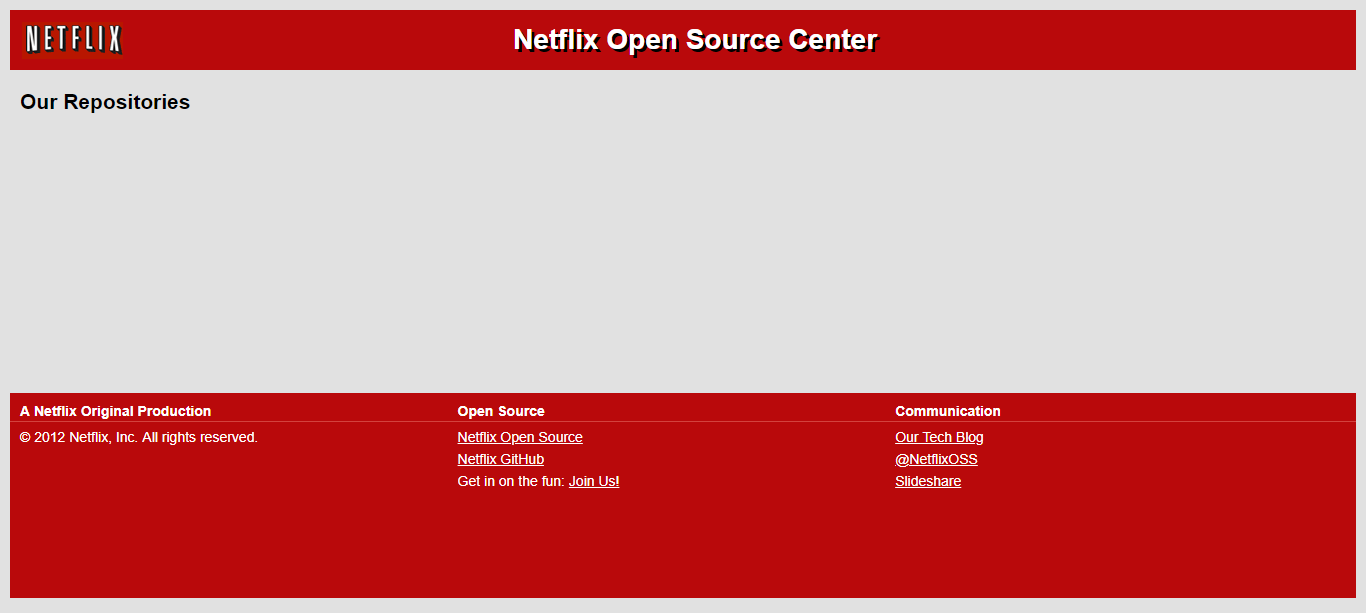 NETFLIX
Netflix Open Source Center
Our Repositories
A Netflix Original Production
© 2012 Netflix, Inc. All rights reserved.
Open Source
Netflix Open Source
Netflix GitHub
Get in on the fun: Join Us!
Communication
Our Tech Blog
@NetflixOSS
Slideshare